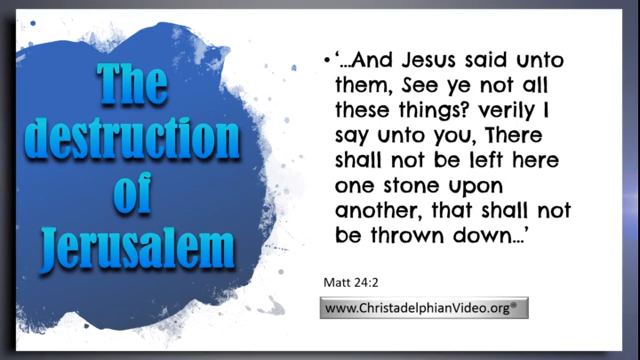 The
destruction
of
Jerusalem
• ‘...And Jesus said unto
them, See ye not all
these things? verily I
say unto you, There
shall not be left here
one stone upon
another, that shall not
be thrown down...’
Matt 24:2
www.ChristadelphianVideo.org®